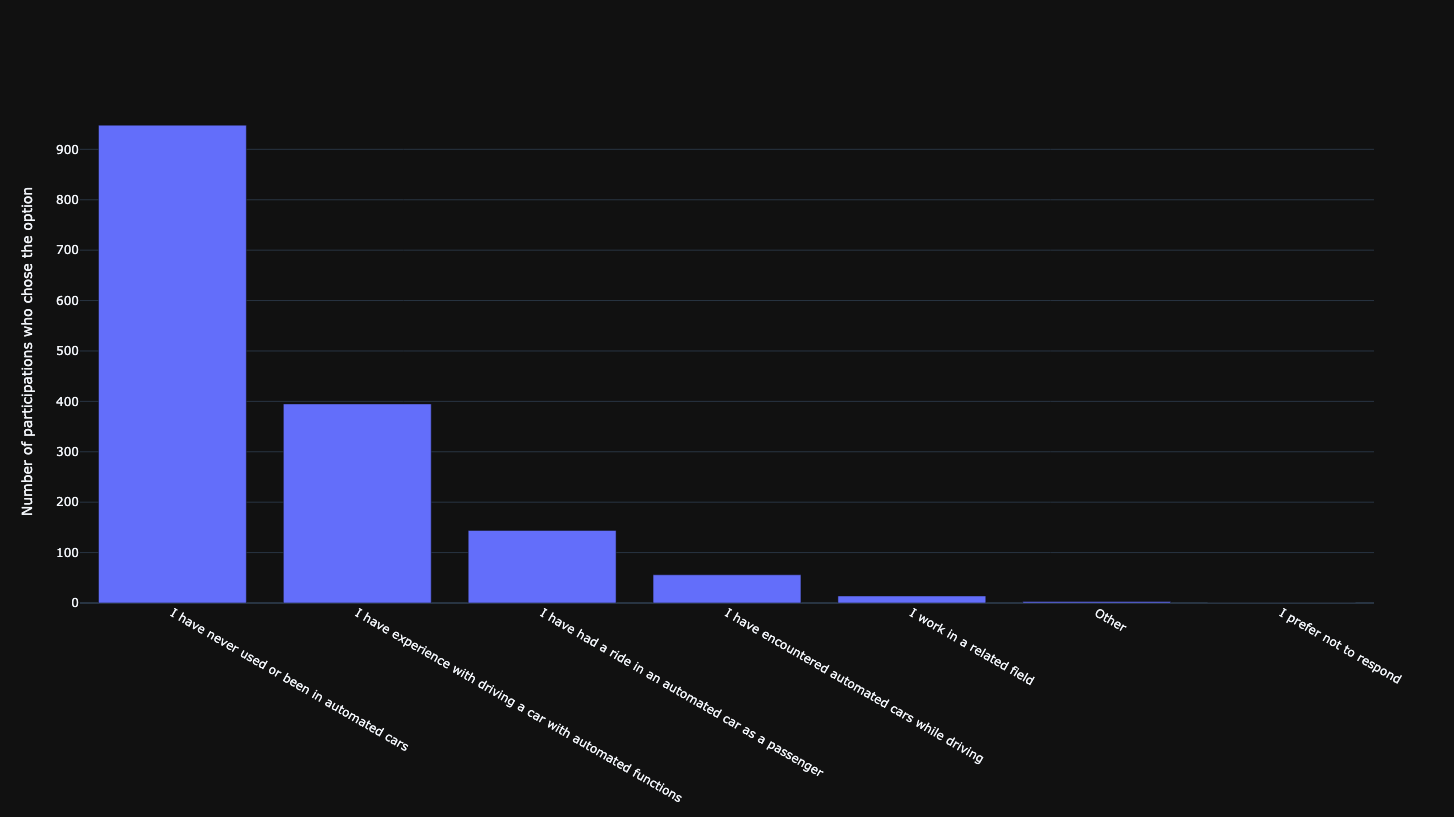 Number of participations who chose the option
900
800
700
600
500
400
300
200
100
0
I have never used or been in automated cars
I have experience with driving a car with automated functions
I have had a ride in an automated car as a passenger
I have encountered automated cars while driving
I work in a related field
Other
I prefer not to respond